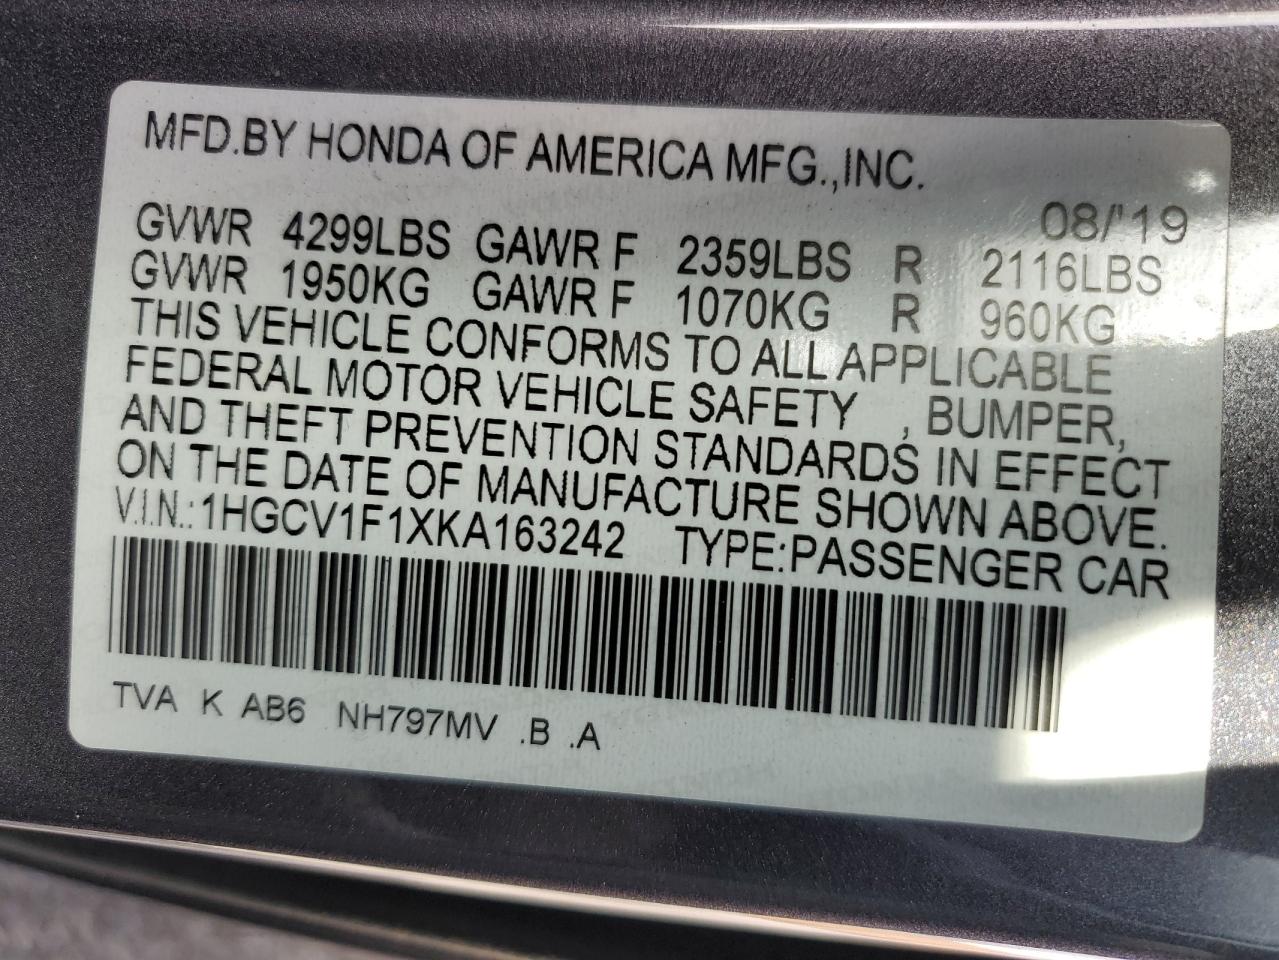 MFD.BY HONDA OF AMERICA MFG.,INC.
08/'19
GVWR 4299LBS GAWR F 2359LBS R 2116LBS
GVWR 1950KG GAWR F 1070KG R 960KG
THIS VEHICLE CONFORMS TO ALL APPLICABLE
FEDERAL MOTOR VEHICLE SAFETY , BUMPER,
AND THEFT PREVENTION STANDARDS IN EFFECT
ON THE DATE OF MANUFACTURE SHOWN ABOVE.
V.I.N.:1HGCV1F1XKA163242 TYPE:PASSENGER CAR
TVA K AB6 NH797MV .B .A